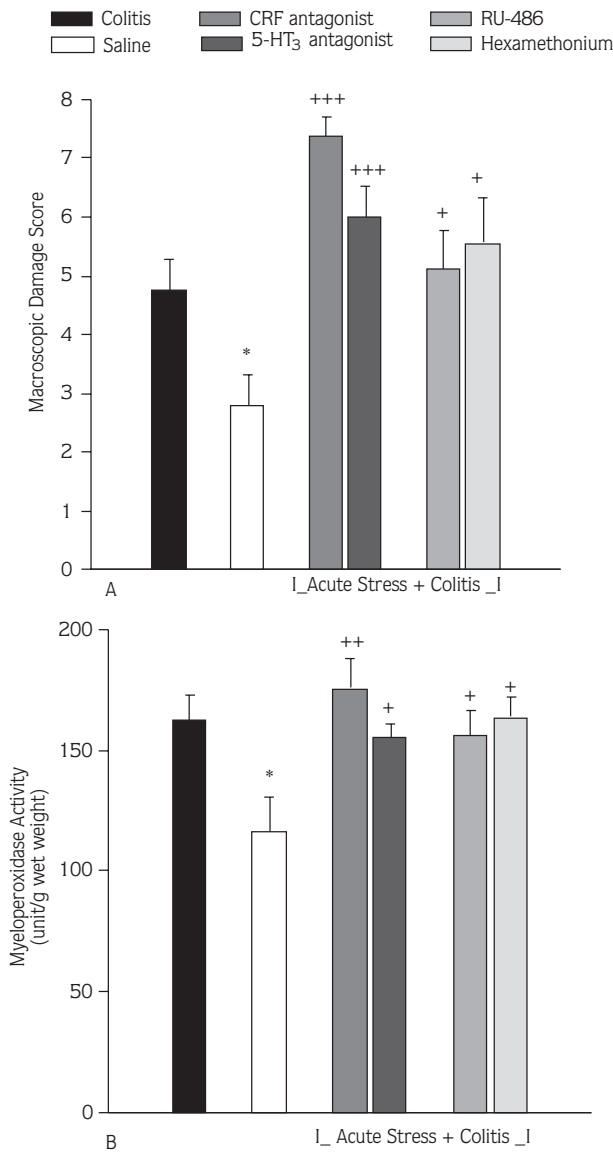 Colitis
Saline
CRF antagonist
5-HT3 antagonist
RU-486
Hexamethonium
8
7
6
5
4
3
2
1
0
Macroscopic Damage Score
*
+++
+++
+
+
A
I_Acute Stress + Colitis _I
200
150
100
50
0
Myeloperoxidase Activity
(unit/g wet weight)
*
++
+
+
+
B
I_ Acute Stress + Colitis _I